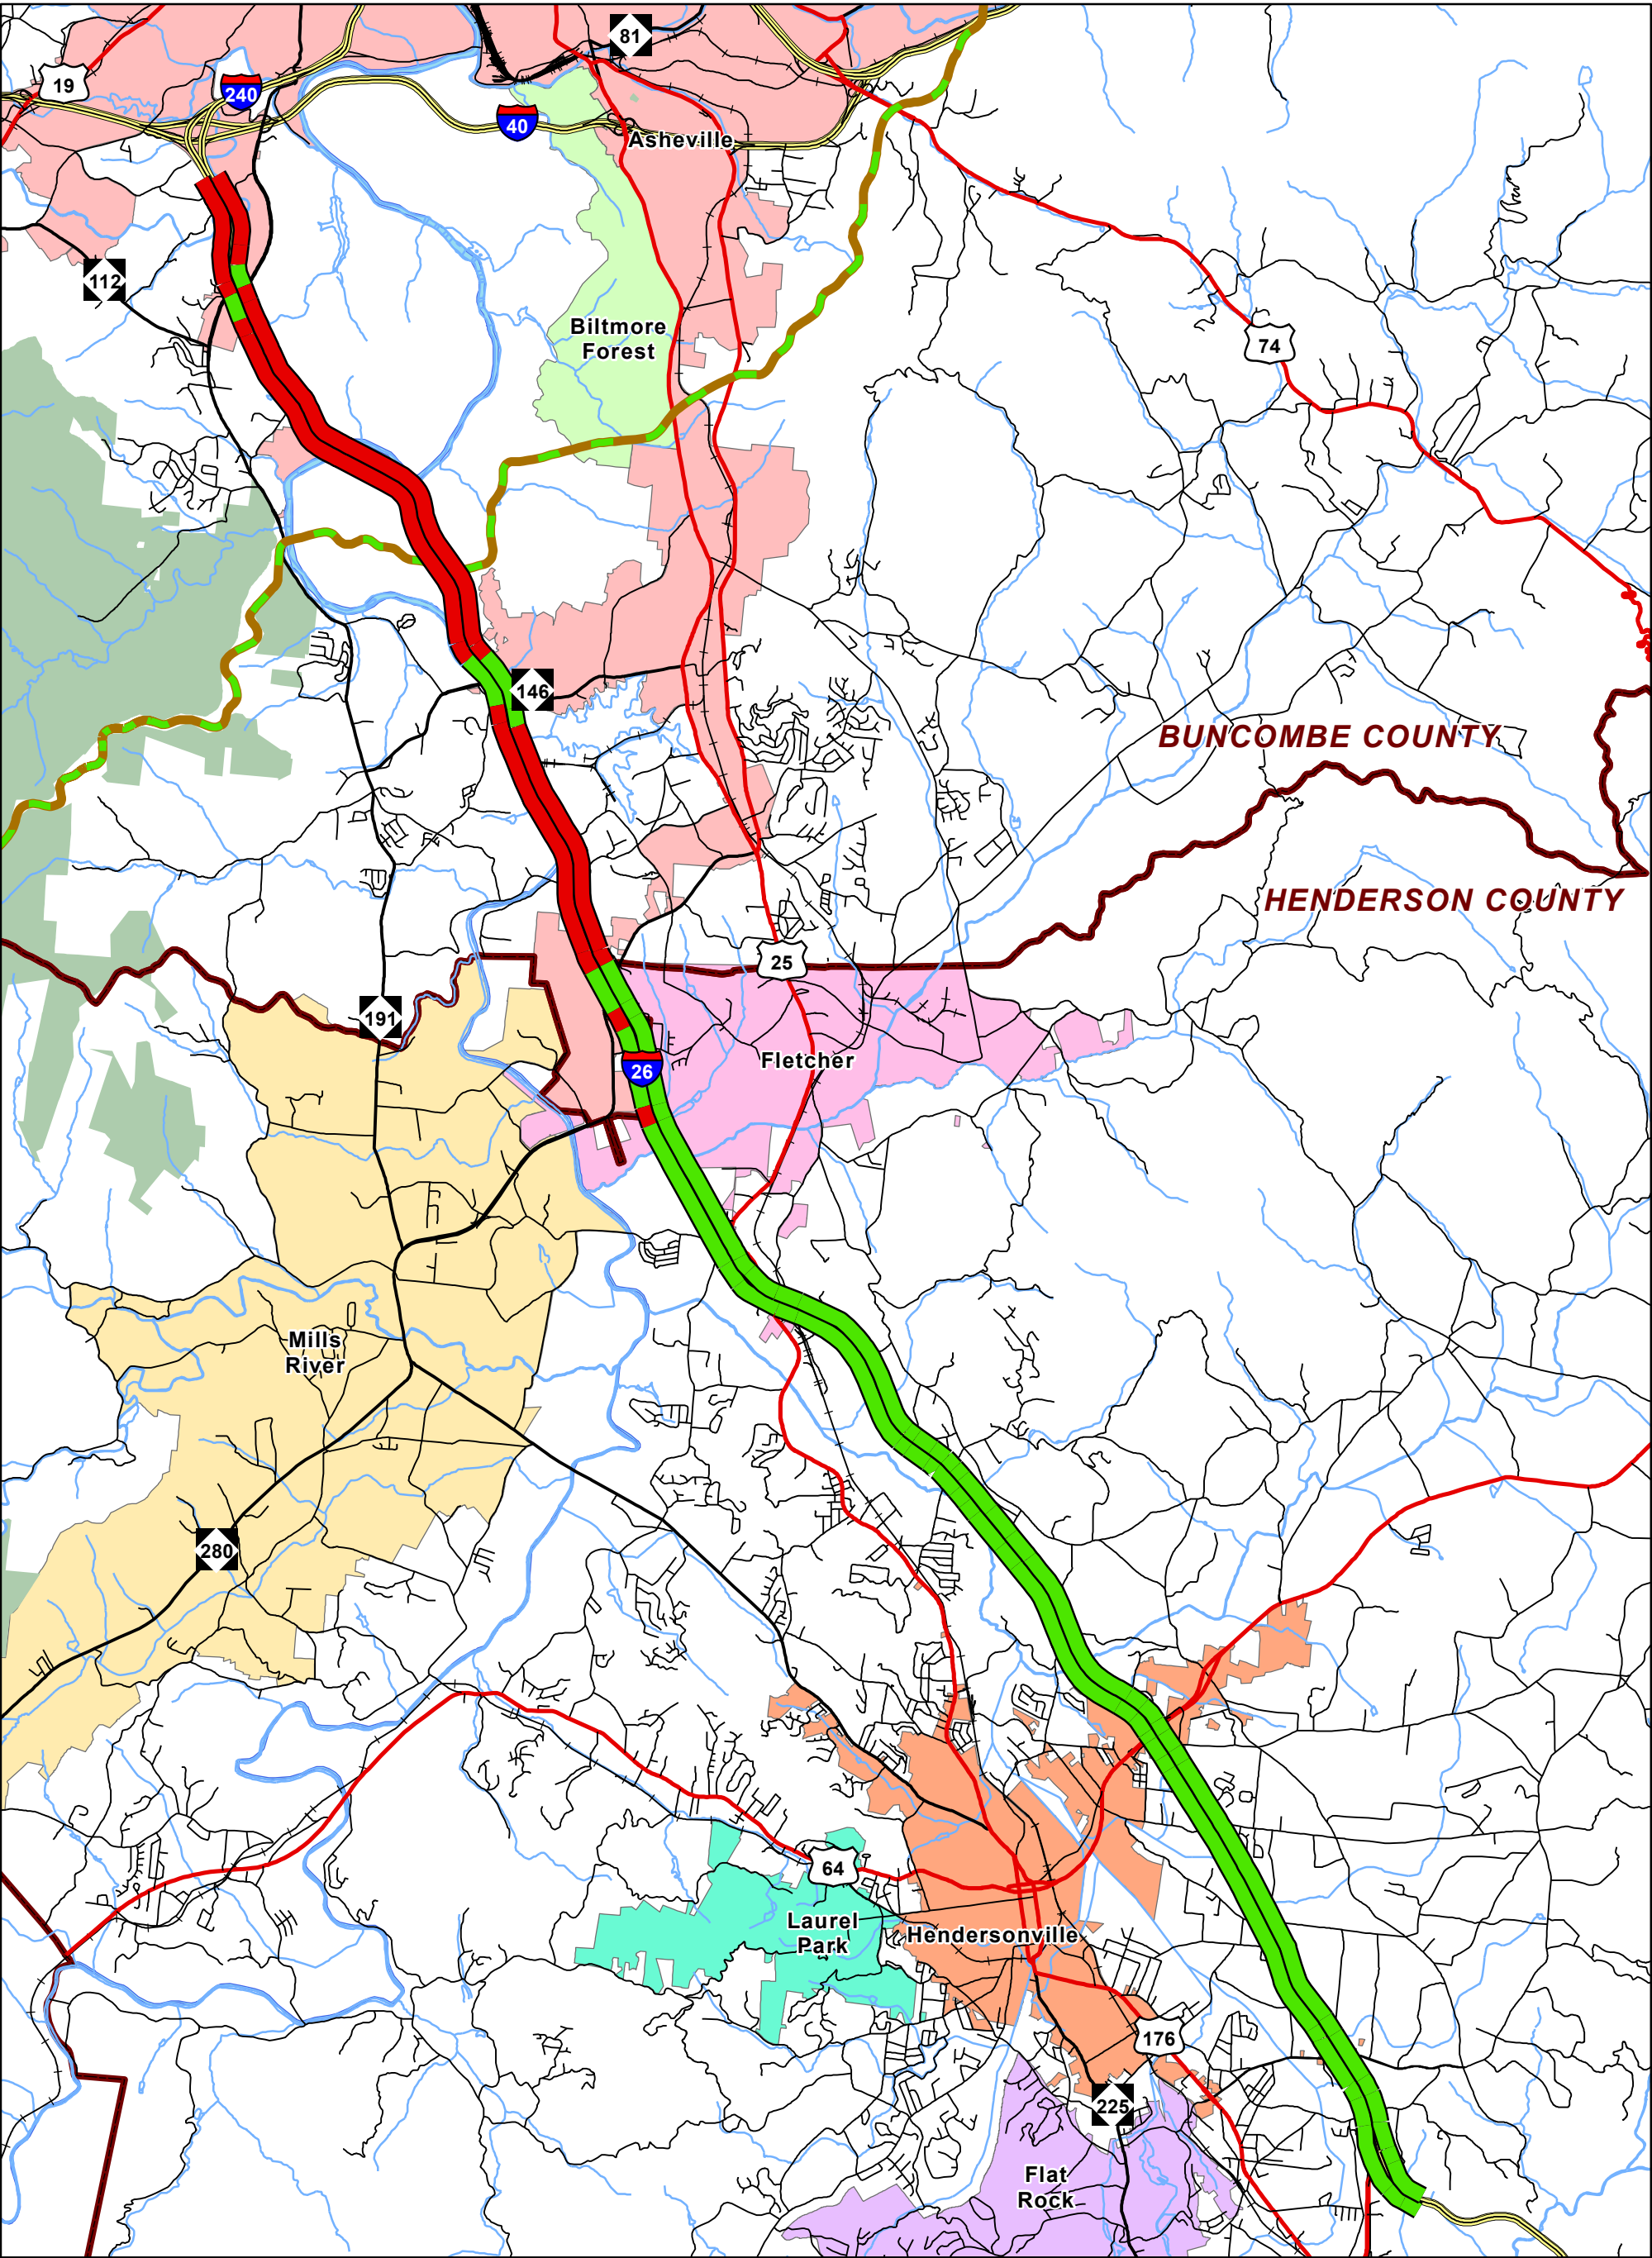 81
19
240
40
Asheville
112
Biltmore
Forest
74
146
BUNCOMBE COUNTY
HENDERSON COUNTY
25
191
Fletcher
26
Mills
River
280
64
Laurel
Park
Hendersonville
176
225
Flat
Rock